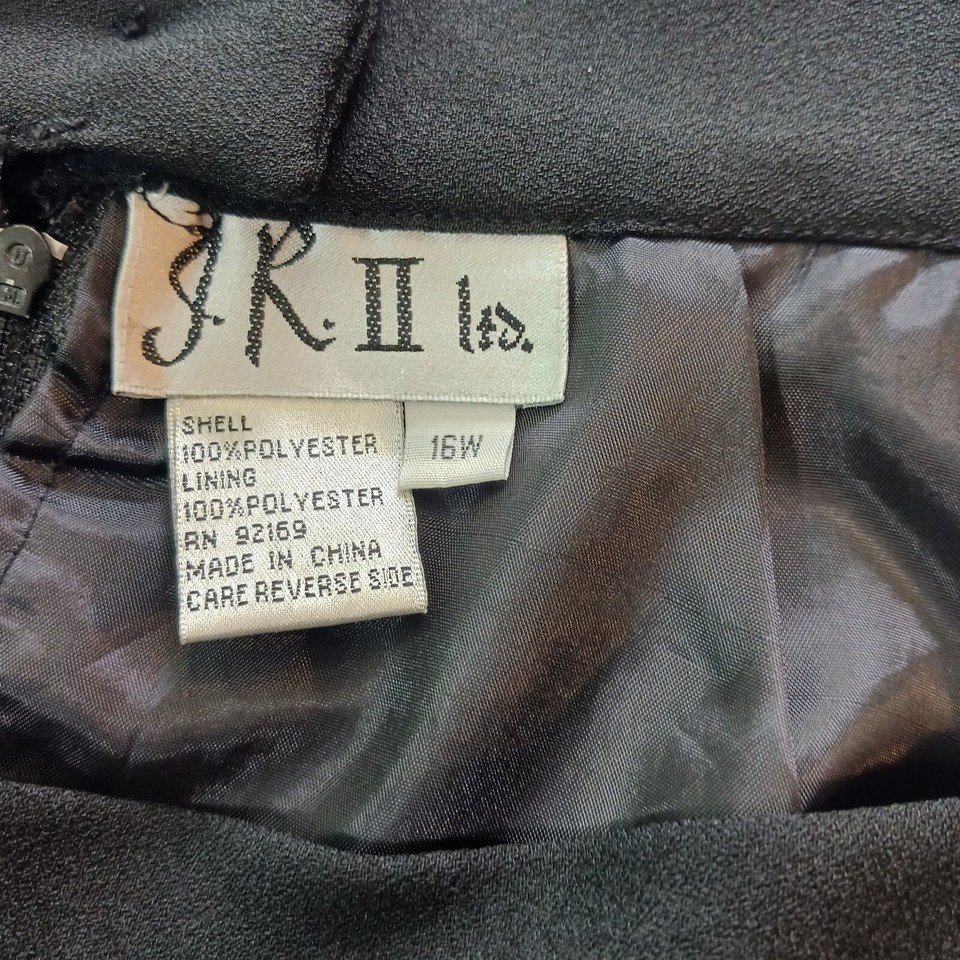 J.R. II ltd.
SHELL
100%POLYESTER
LINING
100%POLYESTER
RN 92169
MADE IN CHINA
CARE REVERSE SIDE
16W